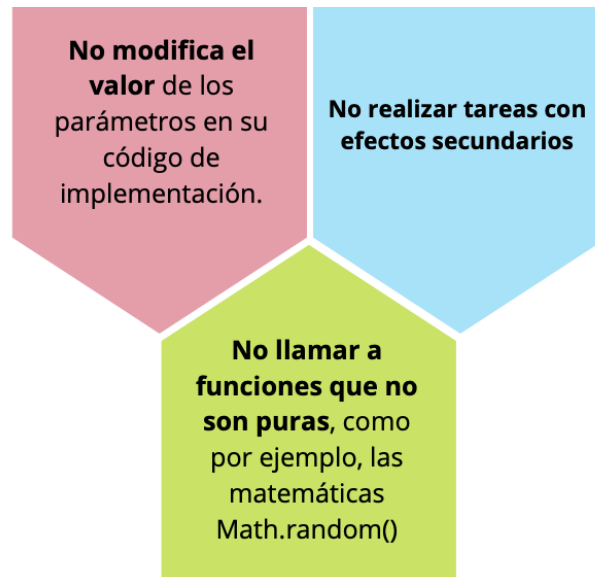 No modifica el
valor de los
parámetros en su
código de
implementación.
No realizar tareas con
efectos secundarios
No llamar a
funciones que no
son puras, como
por ejemplo, las
matemáticas
Math.random()